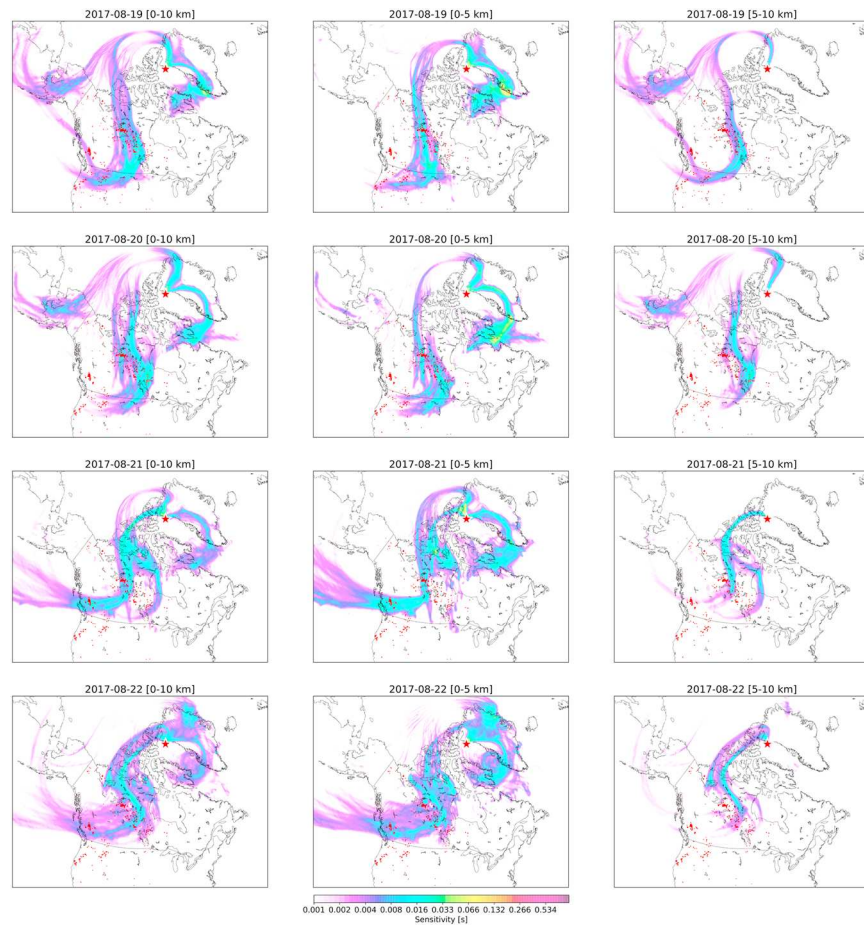 2017-08-19 [0-10 km]
2017-08-19 [0-5 km]
2017-08-19 [5-10 km]
2017-08-20 [0-10 km]
2017-08-20 [0-5 km]
2017-08-20 [5-10 km]
2017-08-21 [0-10 km]
2017-08-21 [0-5 km]
2017-08-21 [5-10 km]
2017-08-22 [0-10 km]
2017-08-22 [0-5 km]
2017-08-22 [5-10 km]
0.001 0.002 0.004 0.008 0.016 0.033 0.066 0.132 0.266 0.534
Sensitivity [s]